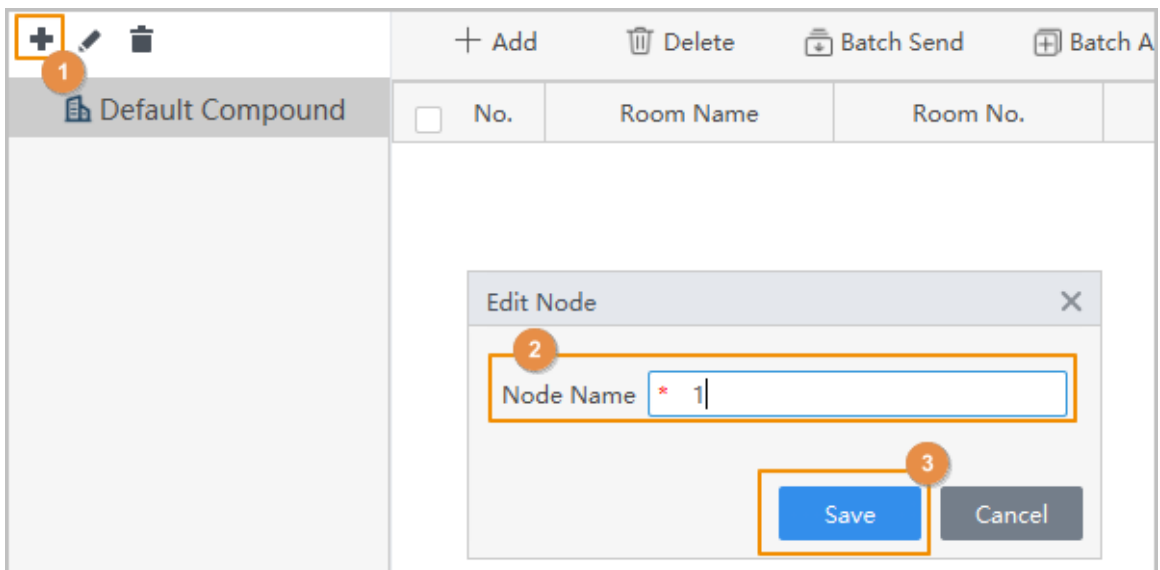 + Add Delete Batch Send Batch A
1
Default Compound
No. Room Name Room No.
Edit Node
2
Node Name * 1
3
Save Cancel